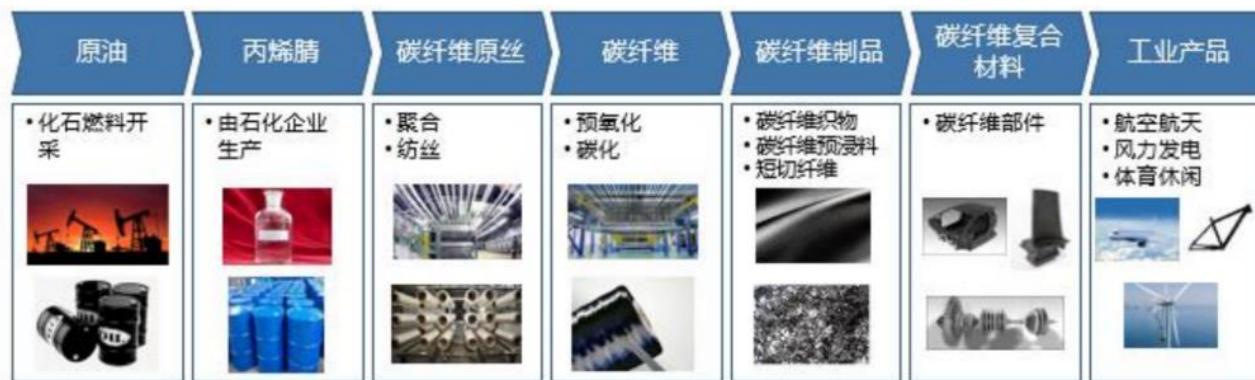 原油
丙烯腈
碳纤维原丝
碳纤维
碳纤维制品
碳纤维复合
材料
工业产品
•化石燃料开
采
•由石化企业
生产
•聚合
•纺丝
•预氧化
•碳化
•碳纤维织物
•碳纤维预浸料
•短切纤维
•碳纤维部件
•航空航天
•风力发电
•体育休闲
OIL